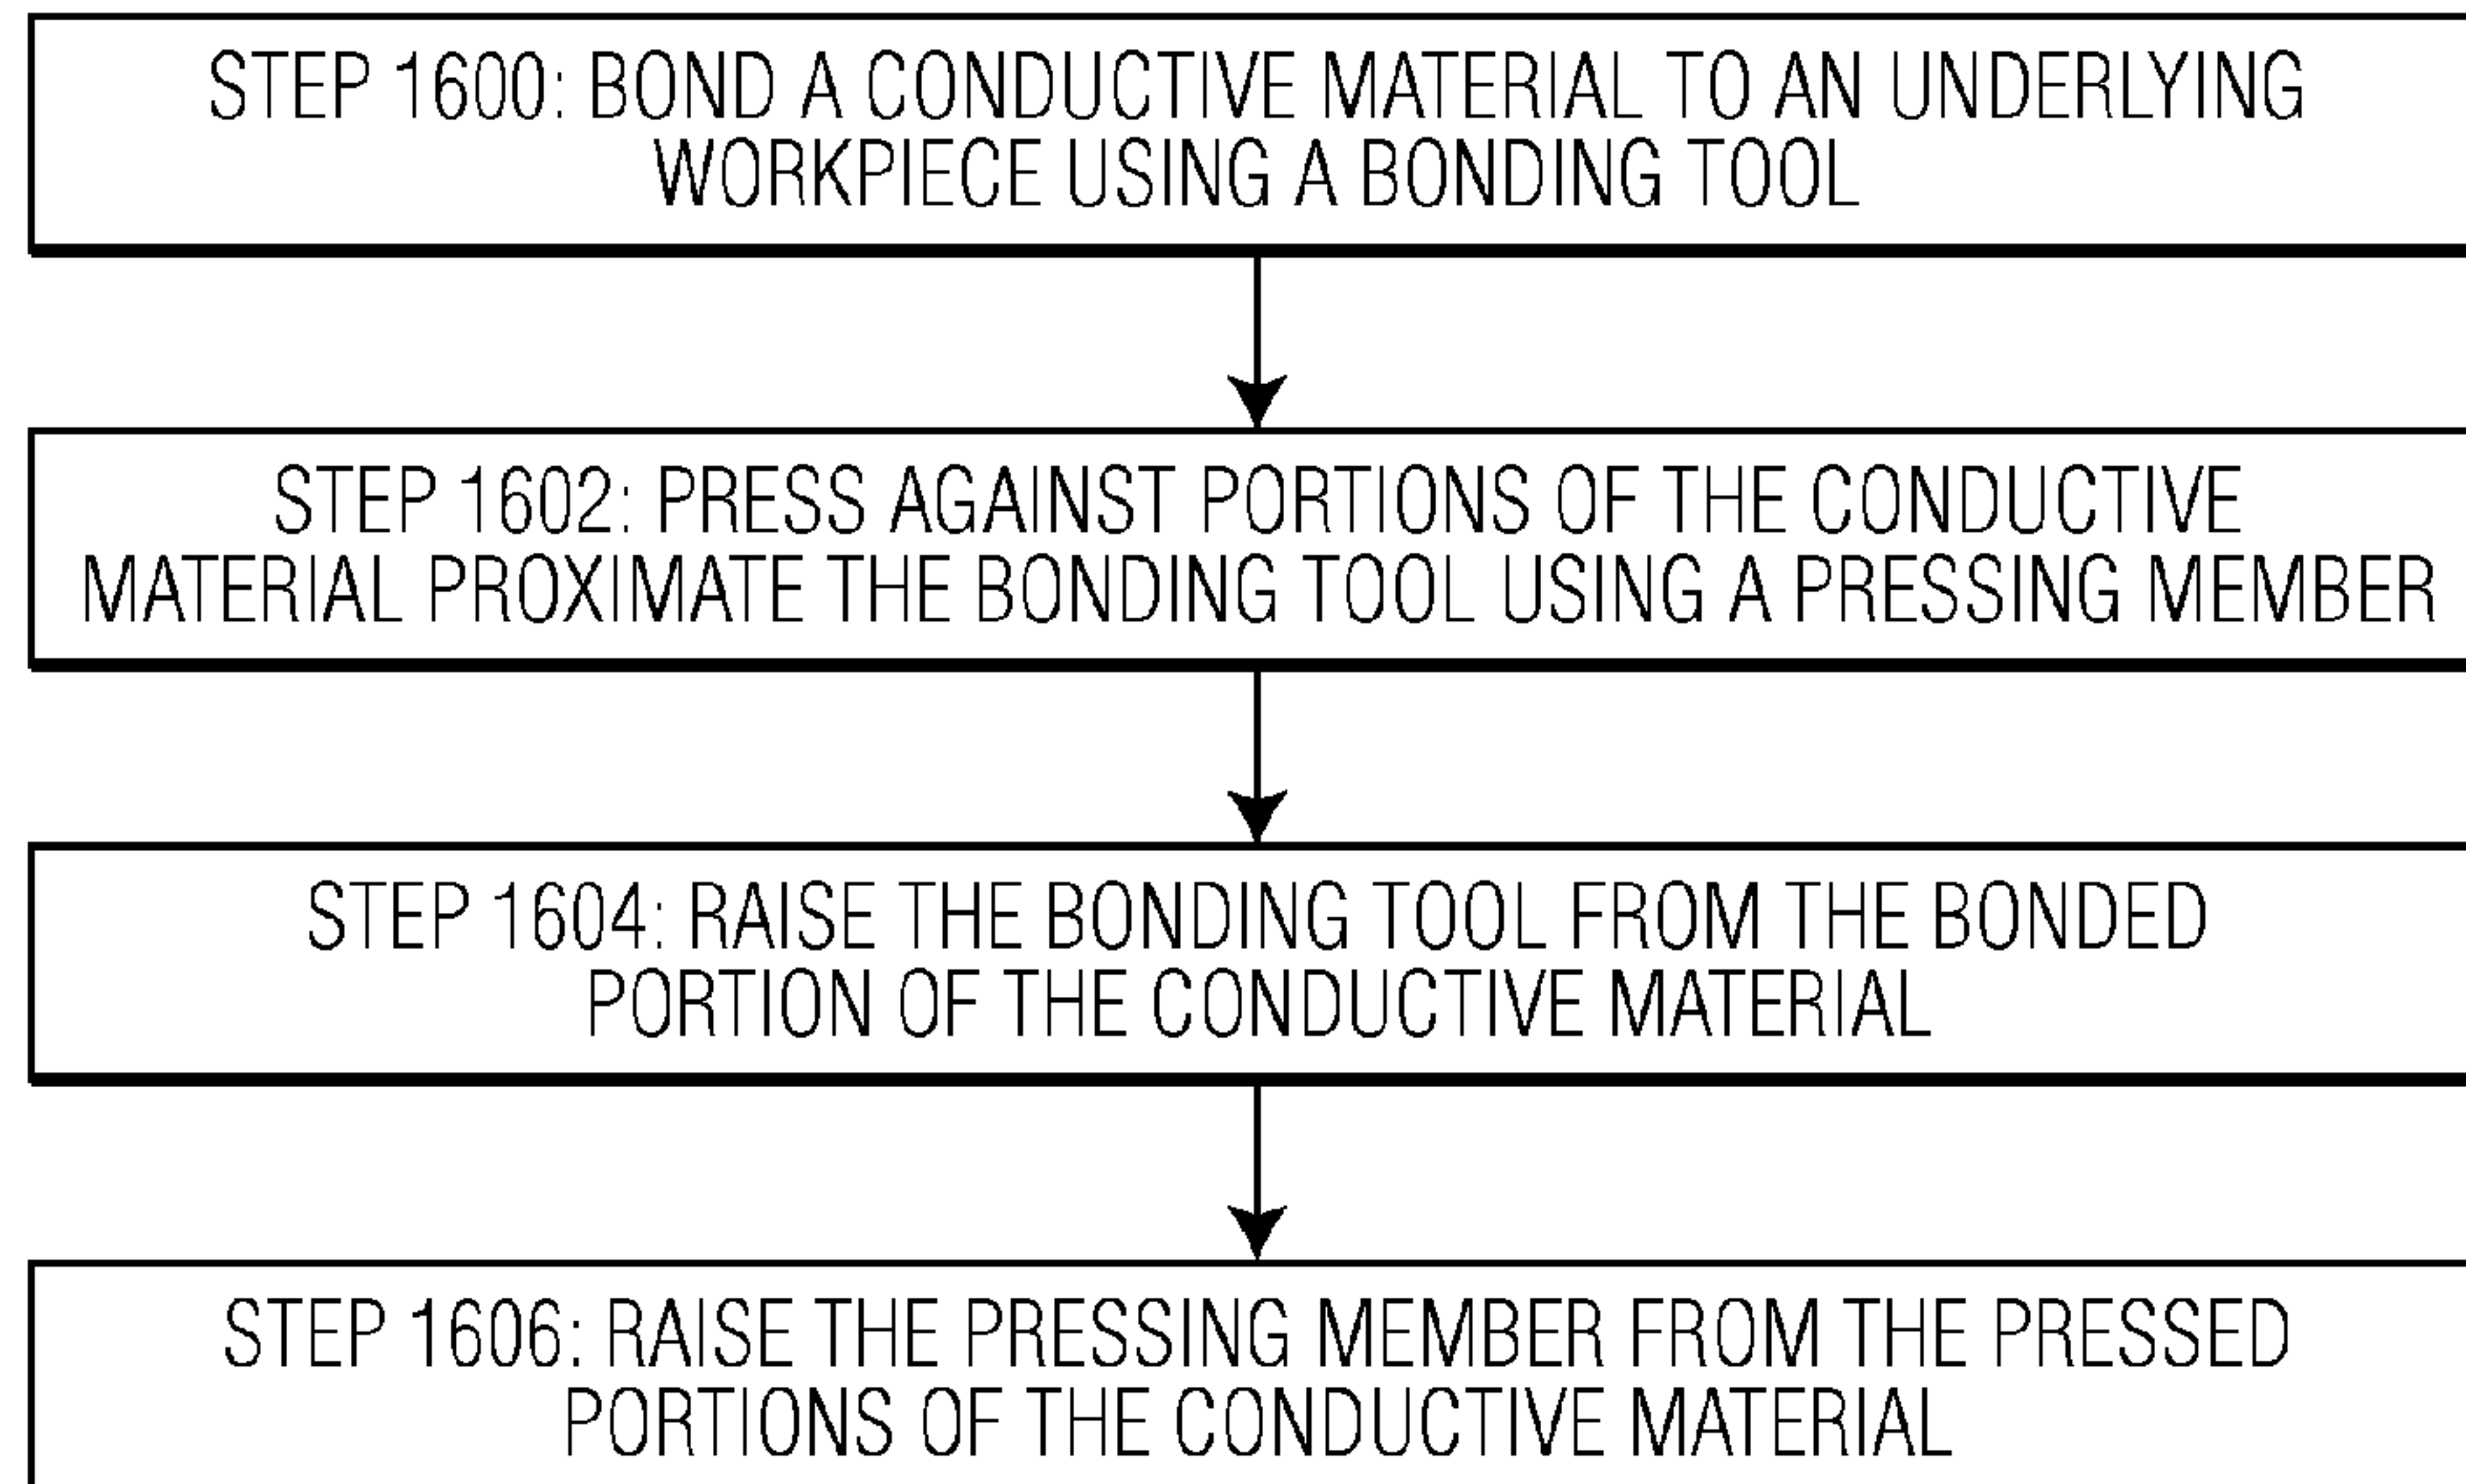 STEP 1600: BOND A CONDUCTIVE MATERIAL TO AN UNDERLYING
WORKPIECE USING A BONDING TOOL
STEP 1602: PRESS AGAINST PORTIONS OF THE CONDUCTIVE
MATERIAL PROXIMATE THE BONDING TOOL USING A PRESSING MEMBER
STEP 1604: RAISE THE BONDING TOOL FROM THE BONDED
PORTION OF THE CONDUCTIVE MATERIAL
STEP 1606: RAISE THE PRESSING MEMBER FROM THE PRESSED
PORTIONS OF THE CONDUCTIVE MATERIAL